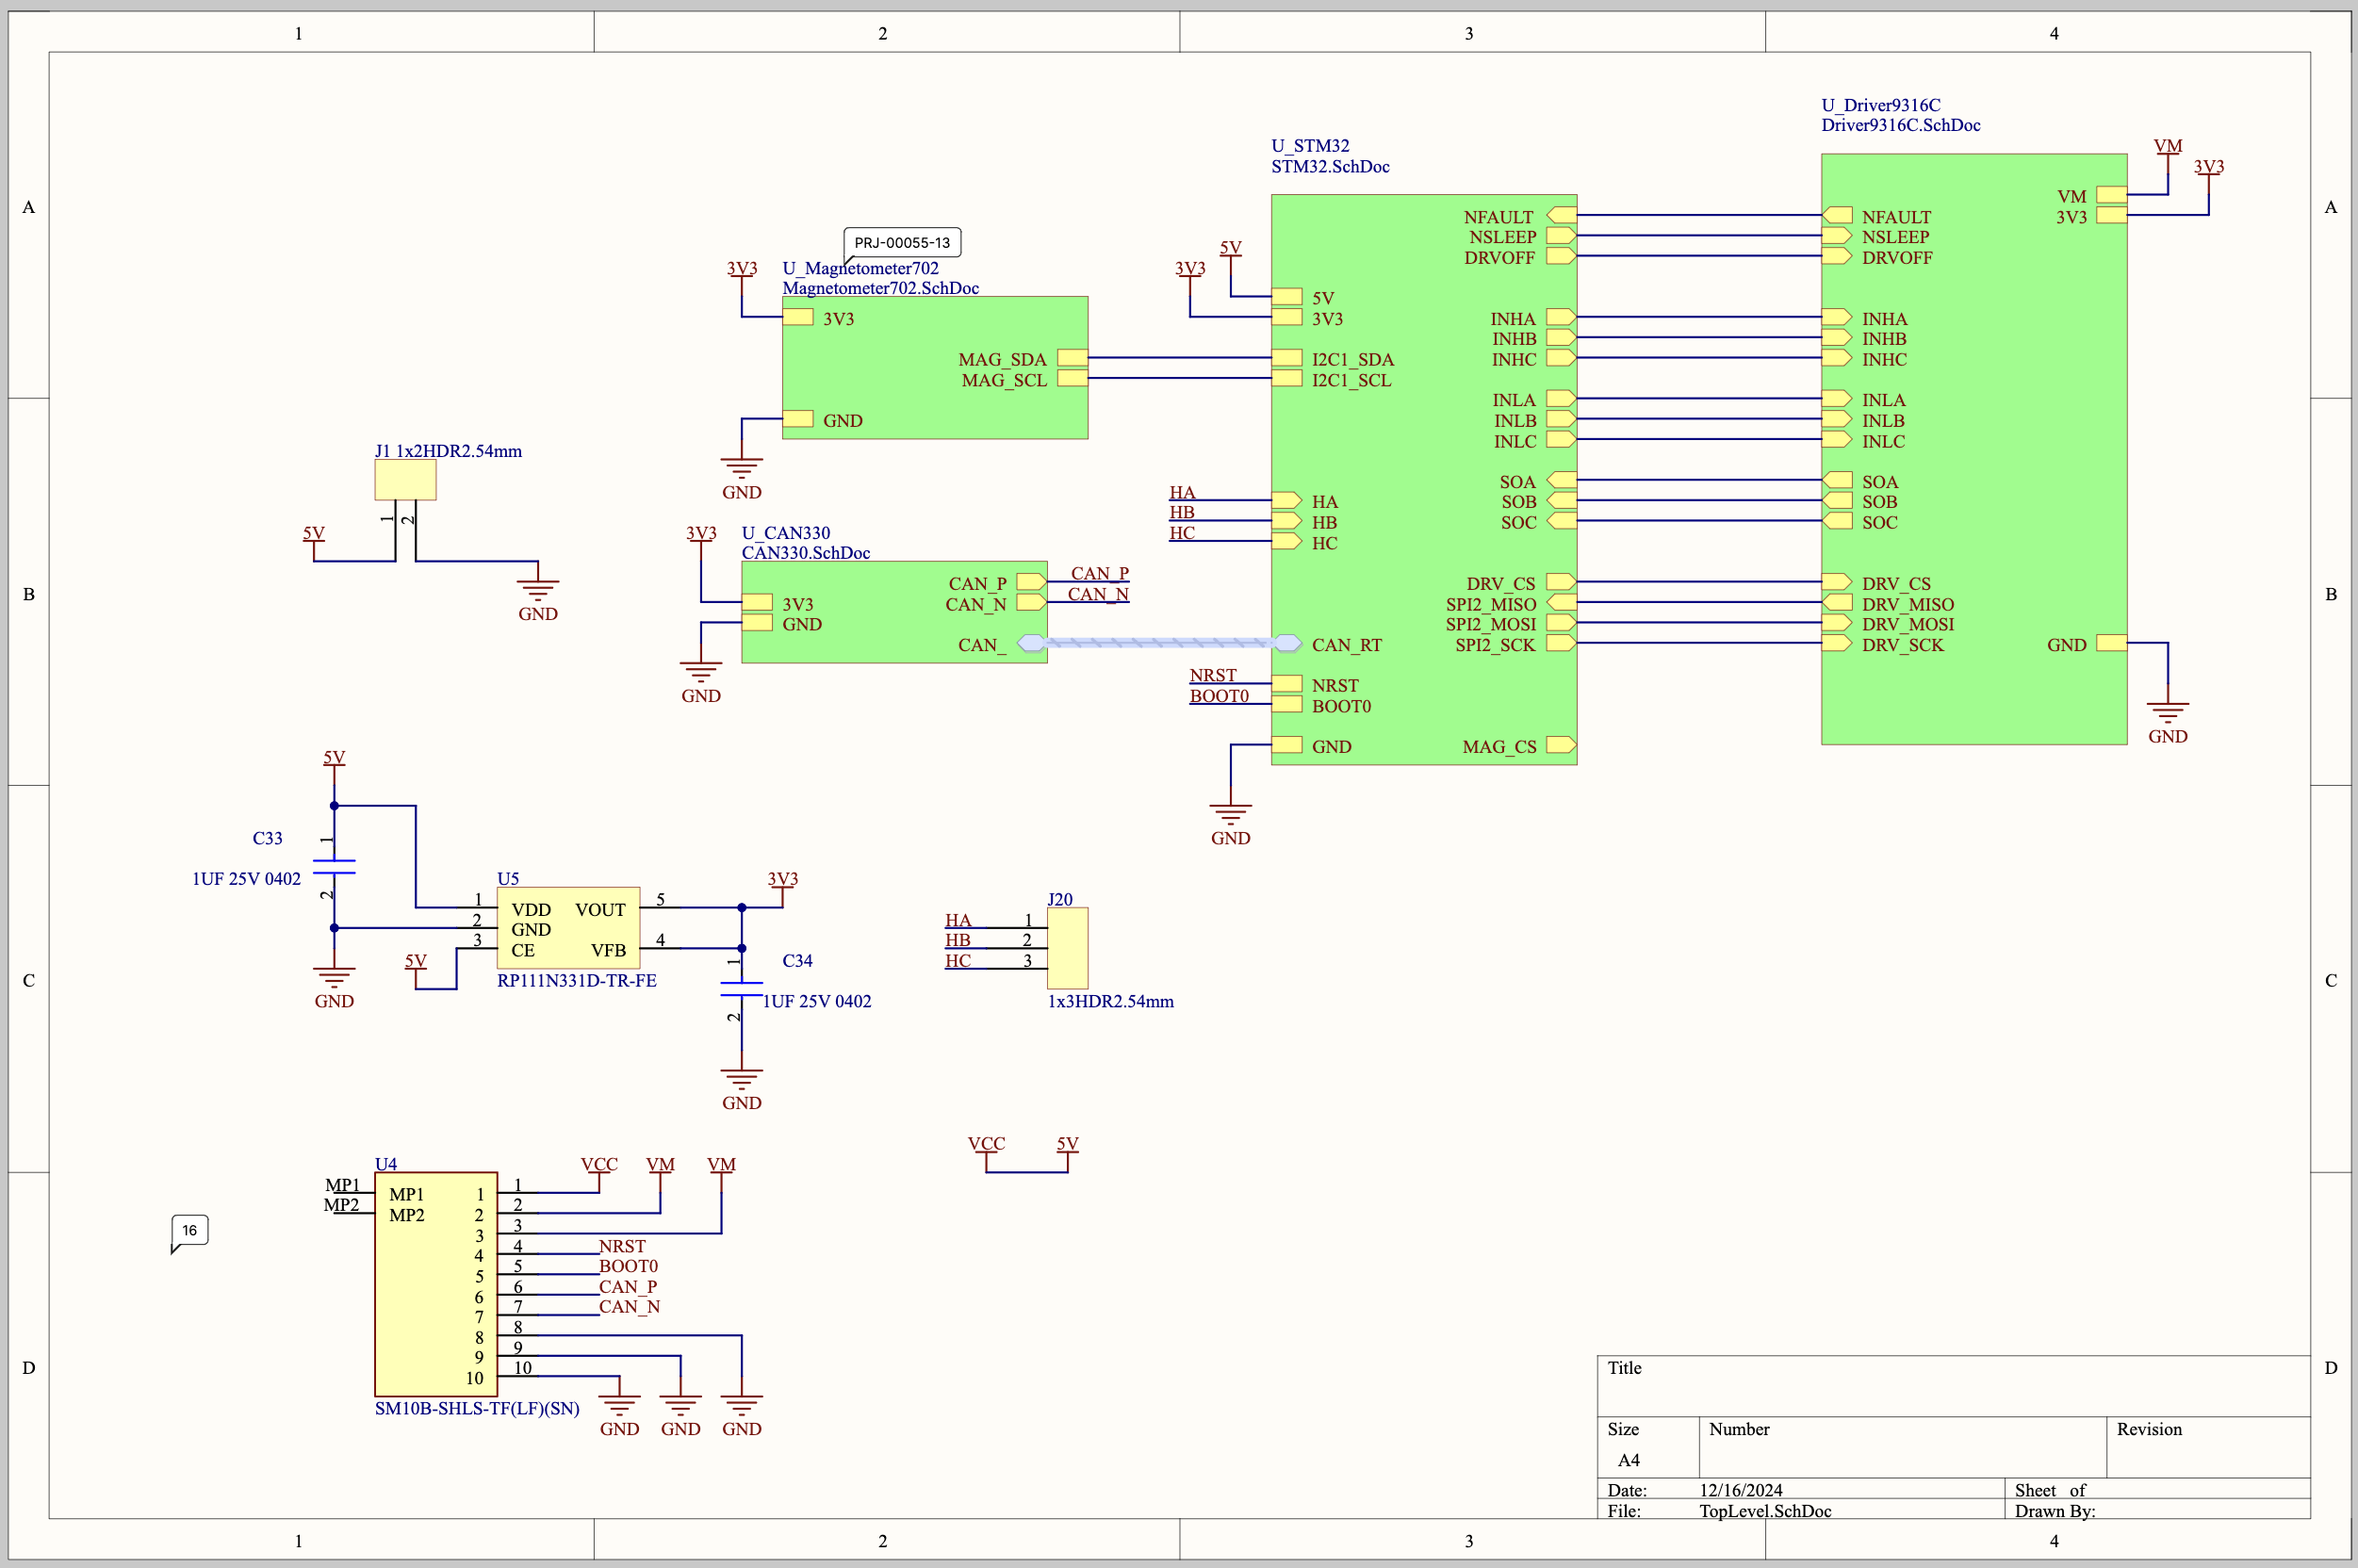 1 2 3 4
A A
B B
C C
D D
1 2 3 4
U_Driver9316C
Driver9316C.SchDoc
VM
3V3
VM
3V3
NFAULT
NSLEEP
DRVOFF
INHA
INHB
INHC
INLA
INLB
INLC
SOA
SOB
SOC
DRV_CS
DRV_MISO
DRV_MOSI
DRV_SCK
GND
GND
U_STM32
STM32.SchDoc
NFAULT
NSLEEP
DRVOFF
5V
3V3
5V
3V3
INHA
INHB
INHC
I2C1_SDA
I2C1_SCL
INLA
INLB
INLC
SOA
SOB
SOC
HA
HB
HC
HA
HB
HC
DRV_CS
SPI2_MISO
SPI2_MOSI
SPI2_SCK
CAN_RT
NRST
BOOT0
NRST
BOOT0
GND
MAG_CS
GND
PRJ-00055-13
U_Magnetometer702
Magnetometer702.SchDoc
3V3
3V3
MAG_SDA
MAG_SCL
GND
GND
U_CAN330
CAN330.SchDoc
3V3
CAN_P
CAN_N
CAN_P
CAN_N
3V3
GND
CAN_
GND
J1 1x2HDR2.54mm
1
2
5V
GND
5V
C33
1
1UF 25V 0402
2
GND
U5
1 VDD VOUT 5
2 GND
3 CE VFB 4
RP111N331D-TR-FE
5V
3V3
C34
1
1UF 25V 0402
2
GND
J20
HA 1
HB 2
HC 3
1x3HDR2.54mm
VCC 5V
U4
VCC VM VM
MP1 MP1 1 1
MP2 MP2 2 2
3 3
4 4 NRST
5 5 BOOT0
6 6 CAN_P
7 7 CAN_N
8 8
9 9
10 10
SM10B-SHLS-TF(LF)(SN)
GND GND GND
16
Title
Size Number Revision
A4
Date: 12/16/2024 Sheet of
File: TopLevel.SchDoc Drawn By: